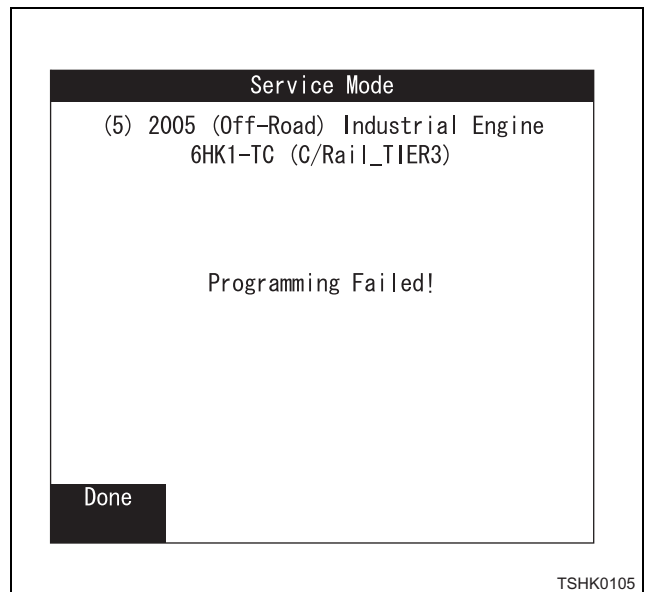 Service Mode
(5) 2005 (Off-Road) Industrial Engine
6HK1-TC (C/Rail_TIER3)
Programming Failed!
Done
TSHK0105